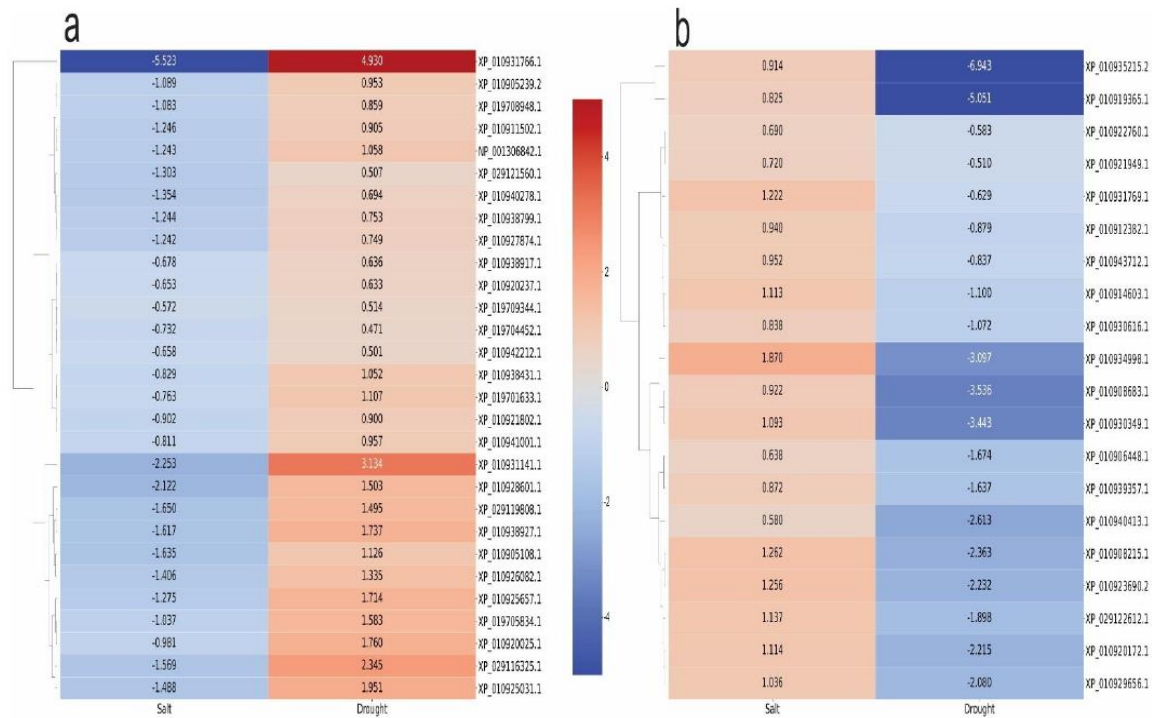 a
b
-5.523 4.930 XP_010931766.1
-1.089 0.953 XP_010905239.2
-1.083 0.859 XP_019708948.1
-1.246 0.905 XP_010911502.1
-1.243 1.058 NP_001306842.1
-1.303 0.507 XP_029121560.1
-1.354 0.694 XP_010940278.1
-1.244 0.753 XP_010938799.1
-1.242 0.749 XP_010927874.1
-0.678 0.636 XP_010938917.1
-0.653 0.633 XP_010920237.1
-0.572 0.514 XP_019709344.1
-0.732 0.471 XP_019704452.1
-0.658 0.501 XP_010942212.1
-0.829 1.052 XP_010938431.1
-0.763 1.107 XP_019701633.1
-0.902 0.900 XP_010921802.1
-0.811 0.957 XP_010941001.1
-2.253 3.134 XP_010931141.1
-2.122 1.503 XP_010928601.1
-1.650 1.495 XP_029119808.1
-1.617 1.737 XP_010938927.1
-1.635 1.126 XP_010905108.1
-1.406 1.335 XP_010926082.1
-1.275 1.714 XP_010925657.1
-1.037 1.583 XP_019705834.1
-0.981 1.760 XP_010920025.1
-1.569 2.345 XP_029116325.1
-1.488 1.951 XP_010925031.1
Salt Drought
4
2
0
-2
-4
0.914 -6.943 XP_010935215.2
0.825 -5.051 XP_010919365.1
0.690 -0.583 XP_010922760.1
0.720 -0.510 XP_010921949.1
1.222 -0.629 XP_010931769.1
0.940 -0.879 XP_010912382.1
0.952 -0.837 XP_010943712.1
1.113 -1.100 XP_010914603.1
0.838 -1.072 XP_010930616.1
1.870 -3.097 XP_010934998.1
0.922 -3.536 XP_010908683.1
1.093 -3.443 XP_010930349.1
0.638 -1.674 XP_010906448.1
0.872 -1.637 XP_010939357.1
0.580 -2.613 XP_010940413.1
1.262 -2.363 XP_010908215.1
1.256 -2.232 XP_010923690.2
1.137 -1.898 XP_029122612.1
1.114 -2.215 XP_010920172.1
1.036 -2.080 XP_010929656.1
Salt Drought